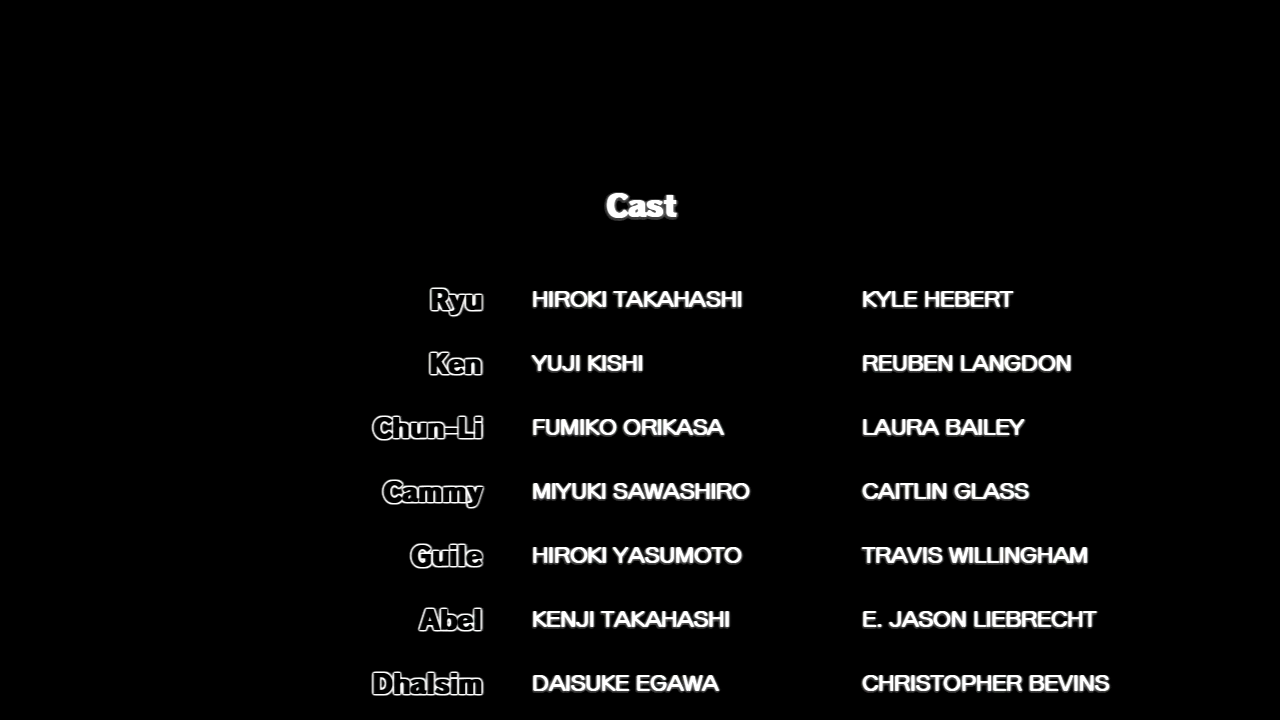 Cast
Ryu HIROKI TAKAHASHI KYLE HEBERT
Ken YUJI KISHI REUBEN LANGDON
Chun-Li FUMIKO ORIKASA LAURA BAILEY
Cammy MIYUKI SAWASHIRO CAITLIN GLASS
Guile HIROKI YASUMOTO TRAVIS WILLINGHAM
Abel KENJI TAKAHASHI E. JASON LIEBRECHT
Dhalsim DAISUKE EGAWA CHRISTOPHER BEVINS